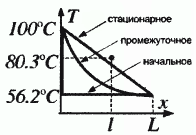 T
100°C
стационарное
промежуточное
80.3°C
начальное
56.2°C
x
l
L